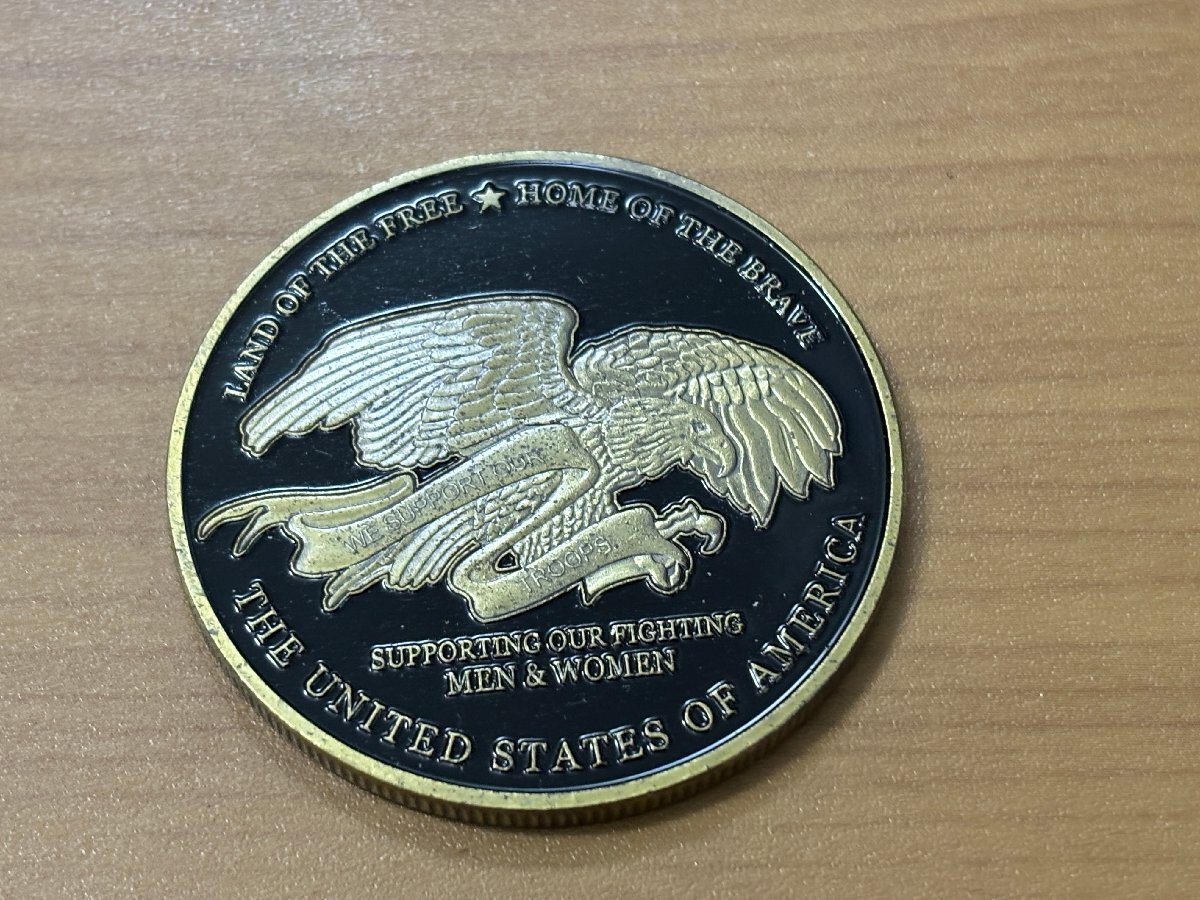 LAND OF THE FREE ★ HOME OF THE BRAVE
WE SUPPORT OUR
TROOPS
SUPPORTING OUR FIGHTING
MEN & WOMEN
THE UNITED STATES OF AMERICA